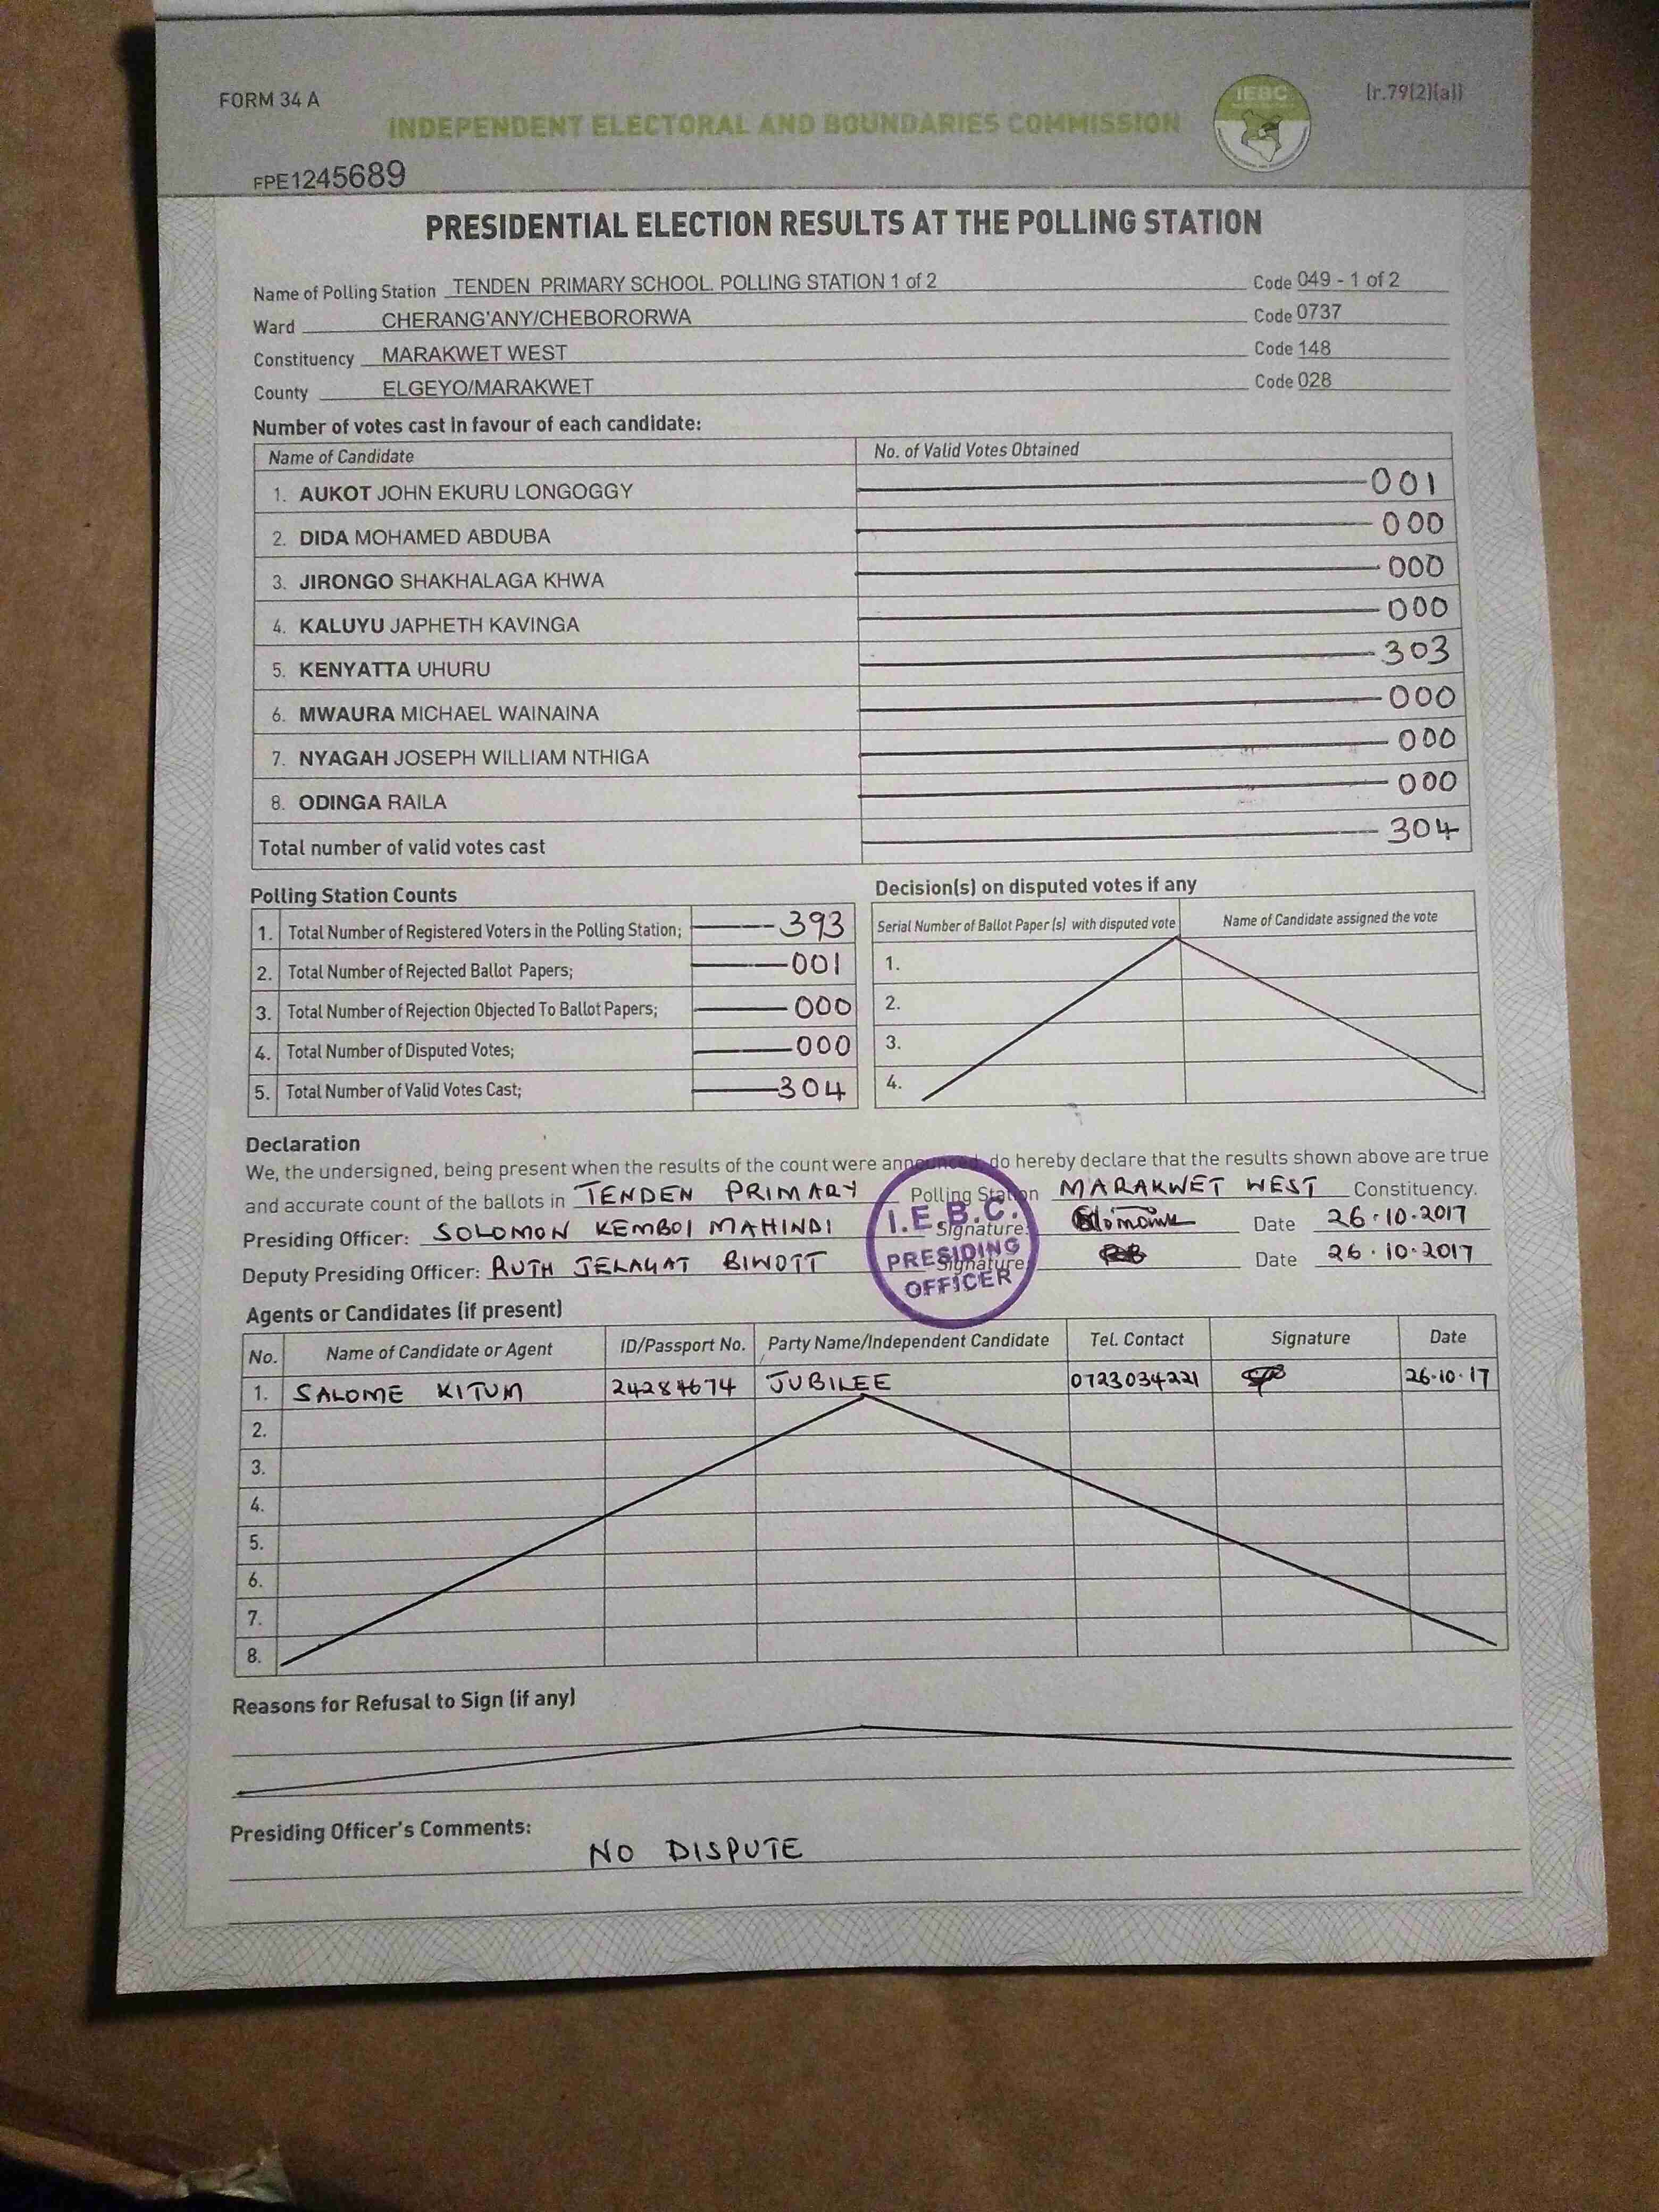 FORM 34 A
IEBC
[r.79(2)(a)]
INDEPENDENT ELECTORAL AND BOUNDARIES COMMISSION
FPE1245689
PRESIDENTIAL ELECTION RESULTS AT THE POLLING STATION
Name of Polling Station TENDEN PRIMARY SCHOOL. POLLING STATION 1 of 2 Code 049 - 1 of 2
Ward CHERANG'ANY/CHEBORORWA Code 0737
Constituency MARAKWET WEST Code 148
County ELGEYO/MARAKWET Code 028
Number of votes cast in favour of each candidate:
Name of Candidate No. of Valid Votes Obtained
1. AUKOT JOHN EKURU LONGOGGY 001
2. DIDA MOHAMED ABDUBA 000
3. JIRONGO SHAKHALAGA KHWA 000
4. KALUYU JAPHETH KAVINGA 000
5. KENYATTA UHURU 303
6. MWAURA MICHAEL WAINAINA 000
7. NYAGAH JOSEPH WILLIAM NTHIGA 000
8. ODINGA RAILA 000
Total number of valid votes cast 304
Polling Station Counts
1. Total Number of Registered Voters in the Polling Station; 393
2. Total Number of Rejected Ballot Papers; 001
3. Total Number of Rejection Objected To Ballot Papers; 000
4. Total Number of Disputed Votes; 000
5. Total Number of Valid Votes Cast; 304
Decision(s) on disputed votes if any
Serial Number of Ballot Paper (s) with disputed vote Name of Candidate assigned the vote
1.
2.
3.
4.
Declaration
We, the undersigned, being present when the results of the count were announced, do hereby declare that the results shown above are true
and accurate count of the ballots in TENDEN PRIMARY Polling Station MARAKWET WEST Constituency.
Presiding Officer: SOLOMON KEMBOI MAHINDI Signature: Date 26.10.2017
Deputy Presiding Officer: RUTH JELAGAT BIWOTT Signature: Date 26.10.2017
I.E.B.C.
PRESIDING
OFFICER
Agents or Candidates (if present)
No. Name of Candidate or Agent ID/Passport No. Party Name/Independent Candidate Tel. Contact Signature Date
1. SALOME KITUM 24284674 JUBILEE 0723034221 26.10.17
2.
3.
4.
5.
6.
7.
8.
Reasons for Refusal to Sign (if any)
Presiding Officer's Comments:
NO DISPUTE